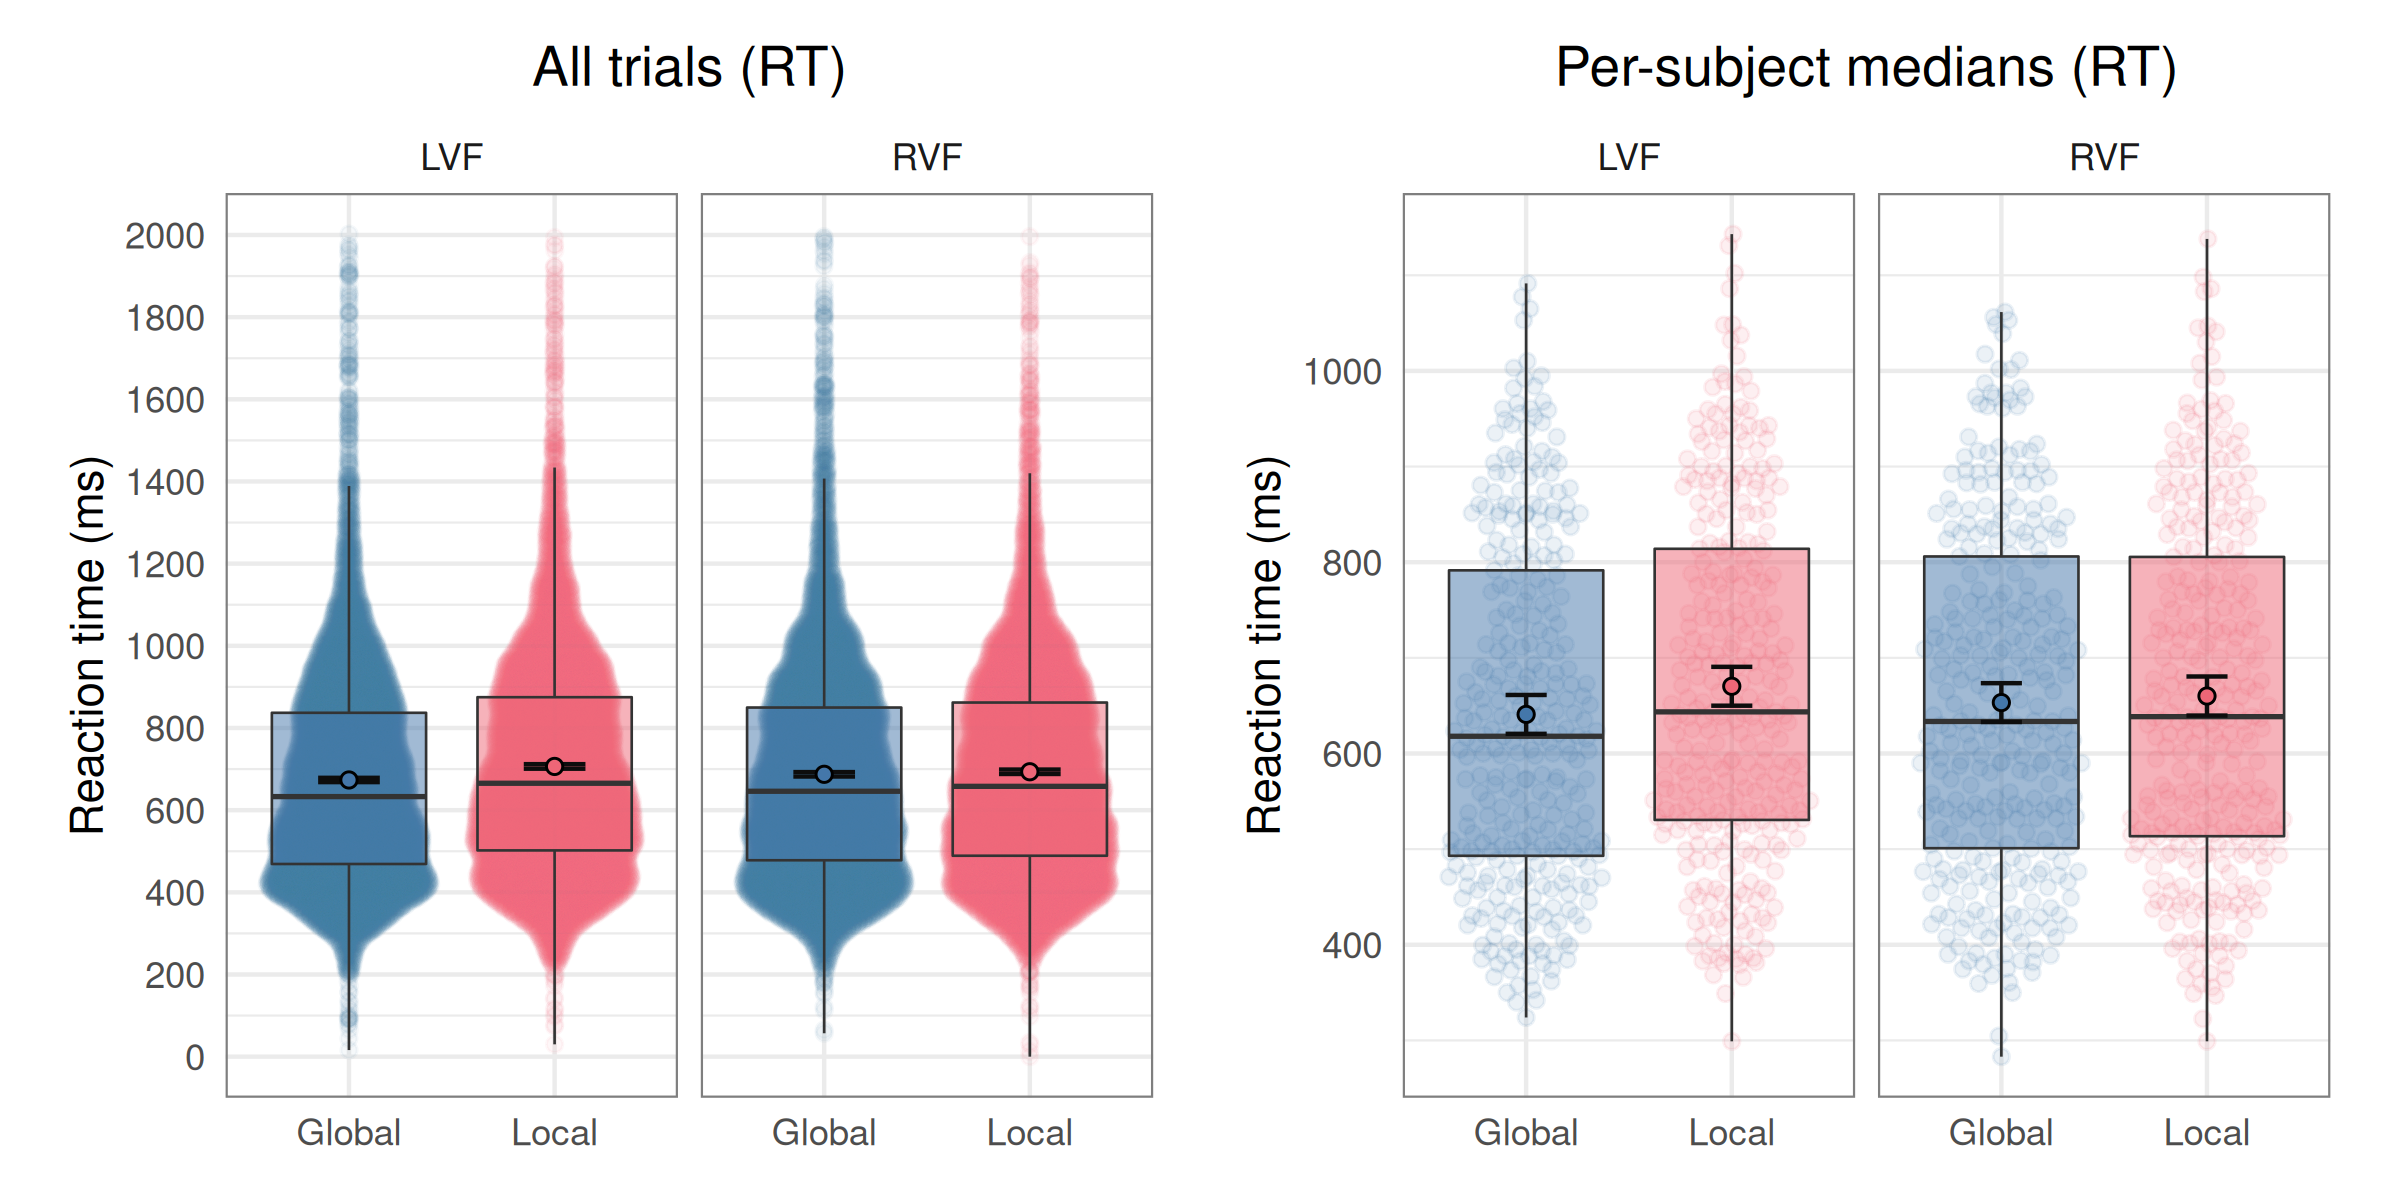 All trials (RT)
LVF
RVF
Reaction time (ms)
2000
1800
1600
1400
1200
1000
800
600
400
200
0
Global
Local
Global
Local
Per-subject medians (RT)
LVF
RVF
Reaction time (ms)
1000
800
600
400
Global
Local
Global
Local